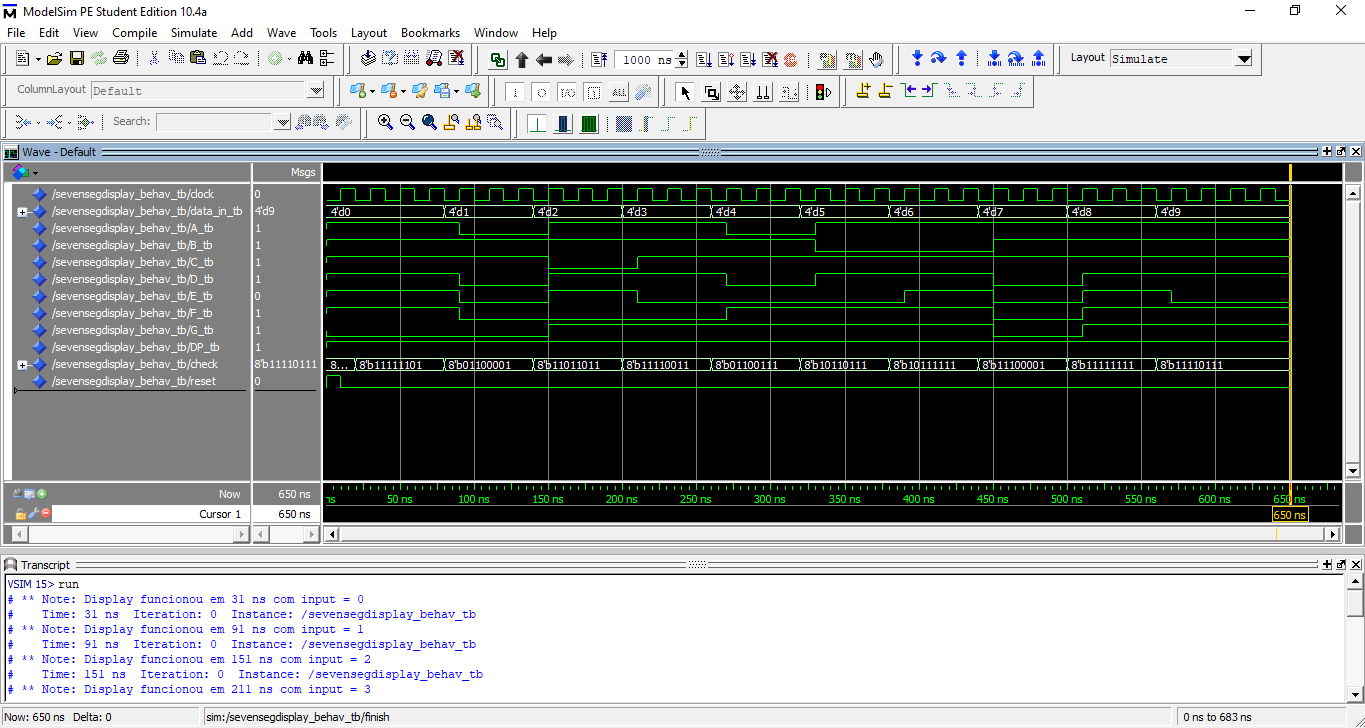 ModelSim PE Student Edition 10.4a
File Edit View Compile Simulate Add Wave Tools Layout Bookmarks Window Help
1000 ns
Layout Simulate
ColumnLayout Default
Search:
Wave - Default
Msgs
/sevensegdisplay_behav_tb/clock 0
/sevensegdisplay_behav_tb/data_in_tb 4'd9 4'd0 4'd1 4'd2 4'd3 4'd4 4'd5 4'd6 4'd7 4'd8 4'd9
/sevensegdisplay_behav_tb/A_tb 1
/sevensegdisplay_behav_tb/B_tb 1
/sevensegdisplay_behav_tb/C_tb 1
/sevensegdisplay_behav_tb/D_tb 1
/sevensegdisplay_behav_tb/E_tb 0
/sevensegdisplay_behav_tb/F_tb 1
/sevensegdisplay_behav_tb/G_tb 1
/sevensegdisplay_behav_tb/DP_tb 1
/sevensegdisplay_behav_tb/check 8'b11110111 8... 8'b11111101 8'b01100001 8'b11011011 8'b11110011 8'b01100111 8'b10110111 8'b10111111 8'b11100001 8'b11111111 8'b11110111
/sevensegdisplay_behav_tb/reset 0
Now 650 ns ns 50 ns 100 ns 150 ns 200 ns 250 ns 300 ns 350 ns 400 ns 450 ns 500 ns 550 ns 600 ns 650 ns
Cursor 1 650 ns 650 ns
Transcript
VSIM 15> run
# ** Note: Display funcionou em 31 ns com input = 0
# Time: 31 ns Iteration: 0 Instance: /sevensegdisplay_behav_tb
# ** Note: Display funcionou em 91 ns com input = 1
# Time: 91 ns Iteration: 0 Instance: /sevensegdisplay_behav_tb
# ** Note: Display funcionou em 151 ns com input = 2
# Time: 151 ns Iteration: 0 Instance: /sevensegdisplay_behav_tb
# ** Note: Display funcionou em 211 ns com input = 3
Now: 650 ns Delta: 0 sim:/sevensegdisplay_behav_tb/finish 0 ns to 683 ns